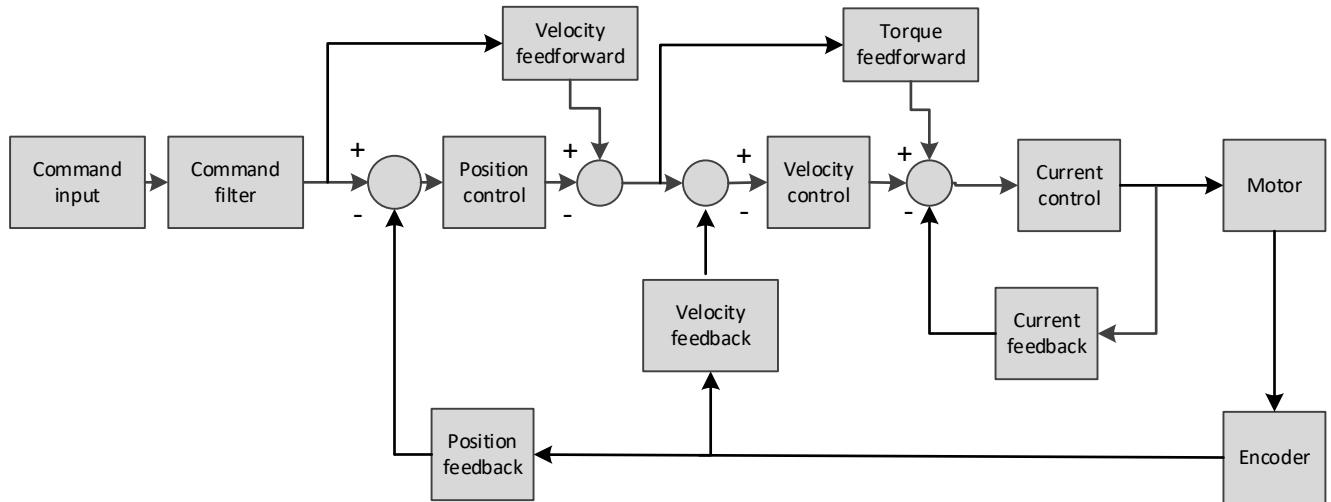 Velocity
feedforward
Torque
feedforward
Command
input
Command
filter
+
-
Position
control
+
-
+
-
Velocity
control
+
-
Current
control
Motor
Velocity
feedback
Current
feedback
Position
feedback
Encoder